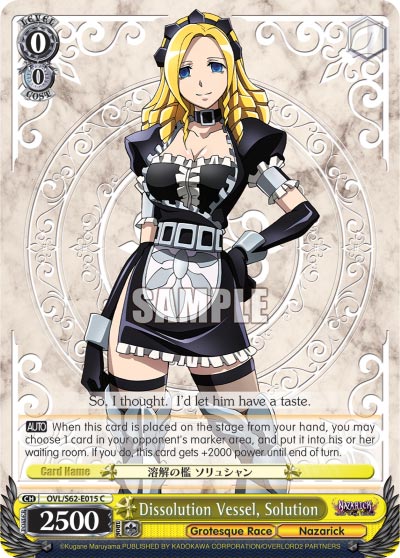 LEVEL
0
0
COST
SAMPLE
So, I thought. I'd let him have a taste.
AUTO When this card is placed on the stage from your hand, you may
choose 1 card in your opponent's marker area, and put it into his or her
waiting room. If you do, this card gets +2000 power until end of turn.
Card Name 溶解の檻 ソリュシャン
CH OVL/S62-E015 C
POWER 2500
Dissolution Vessel, Solution
NAZARICK
Grotesque Race Nazarick
©Kugane Maruyama,PUBLISHED BY KADOKAWA CORPORATION/OVERLORD2 PARTNERS